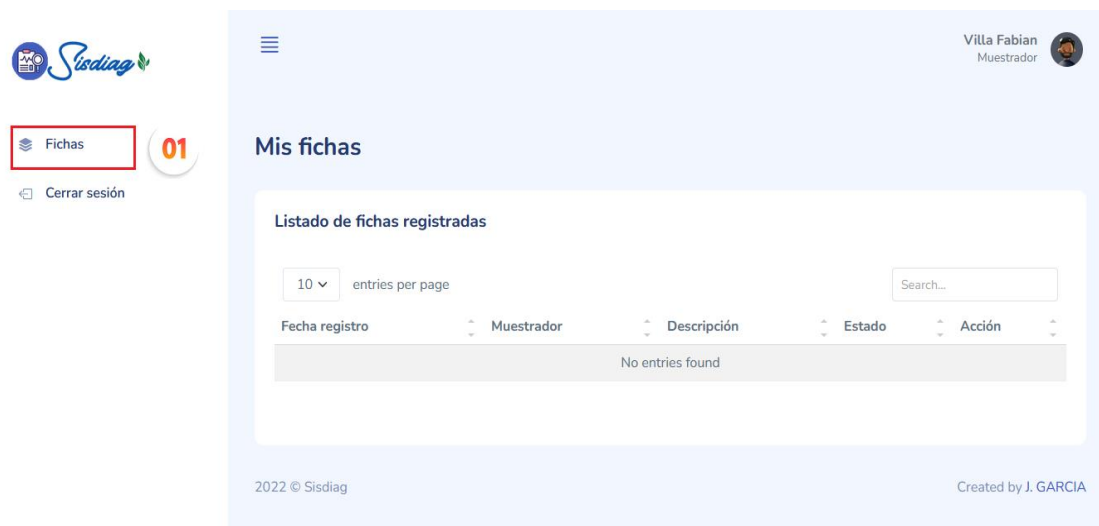 Sisdiag
Villa Fabian
Muestrador
Fichas
01
Cerrar sesión
Mis fichas
Listado de fichas registradas
10 entries per page
Search...
Fecha registro Muestrador Descripción Estado Acción
No entries found
2022 © Sisdiag
Created by J. GARCIA